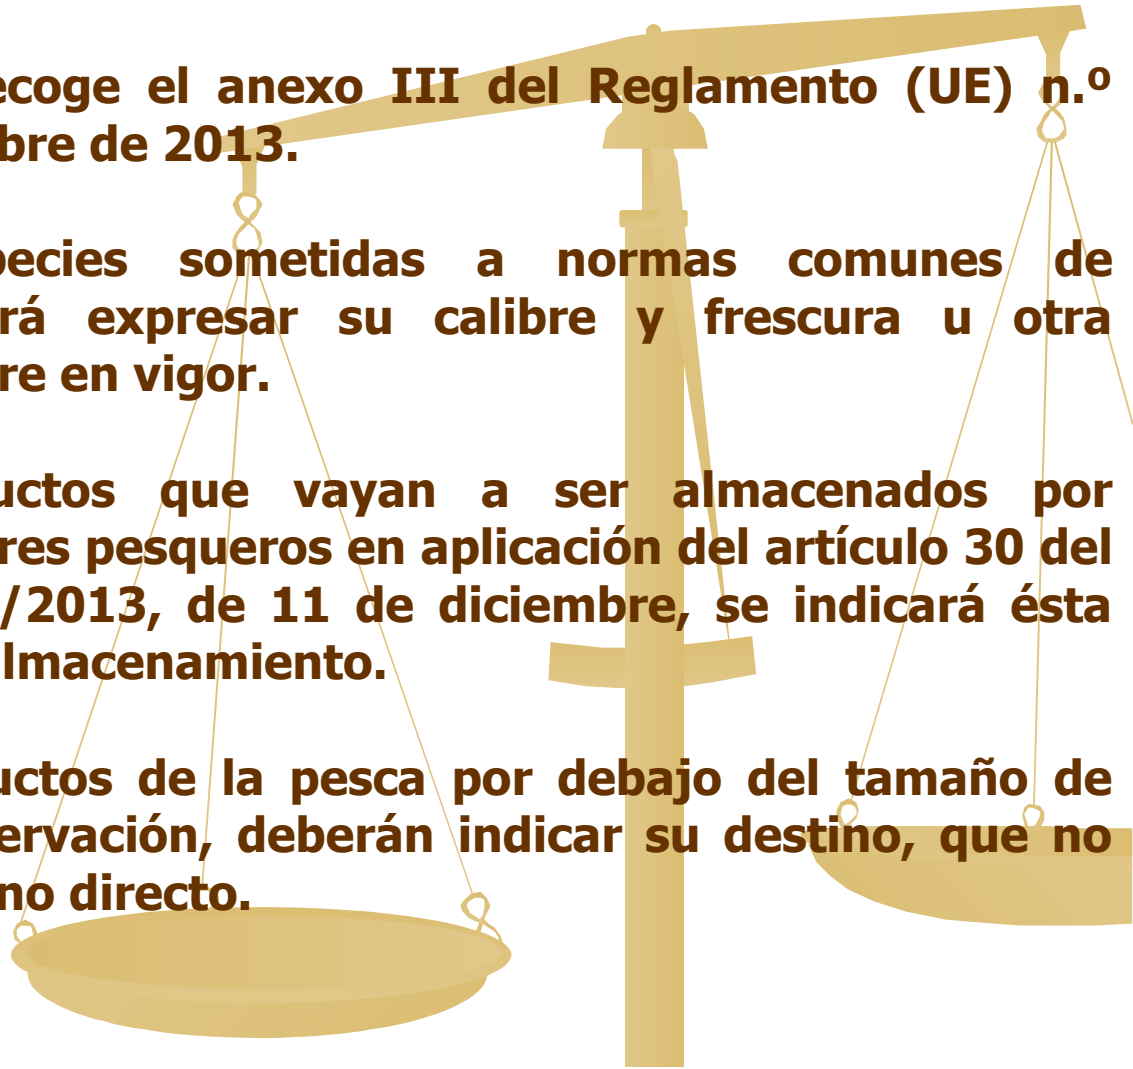 ecoge el anexo III del Reglamento (UE) n.º
bre de 2013.
pecies sometidas a normas comunes de
rá expresar su calibre y frescura u otra
re en vigor.
uctos que vayan a ser almacenados por
res pesqueros en aplicación del artículo 30 del
/2013, de 11 de diciembre, se indicará ésta
lmacenamiento.
uctos de la pesca por debajo del tamaño de
ervación, deberán indicar su destino, que no
no directo.